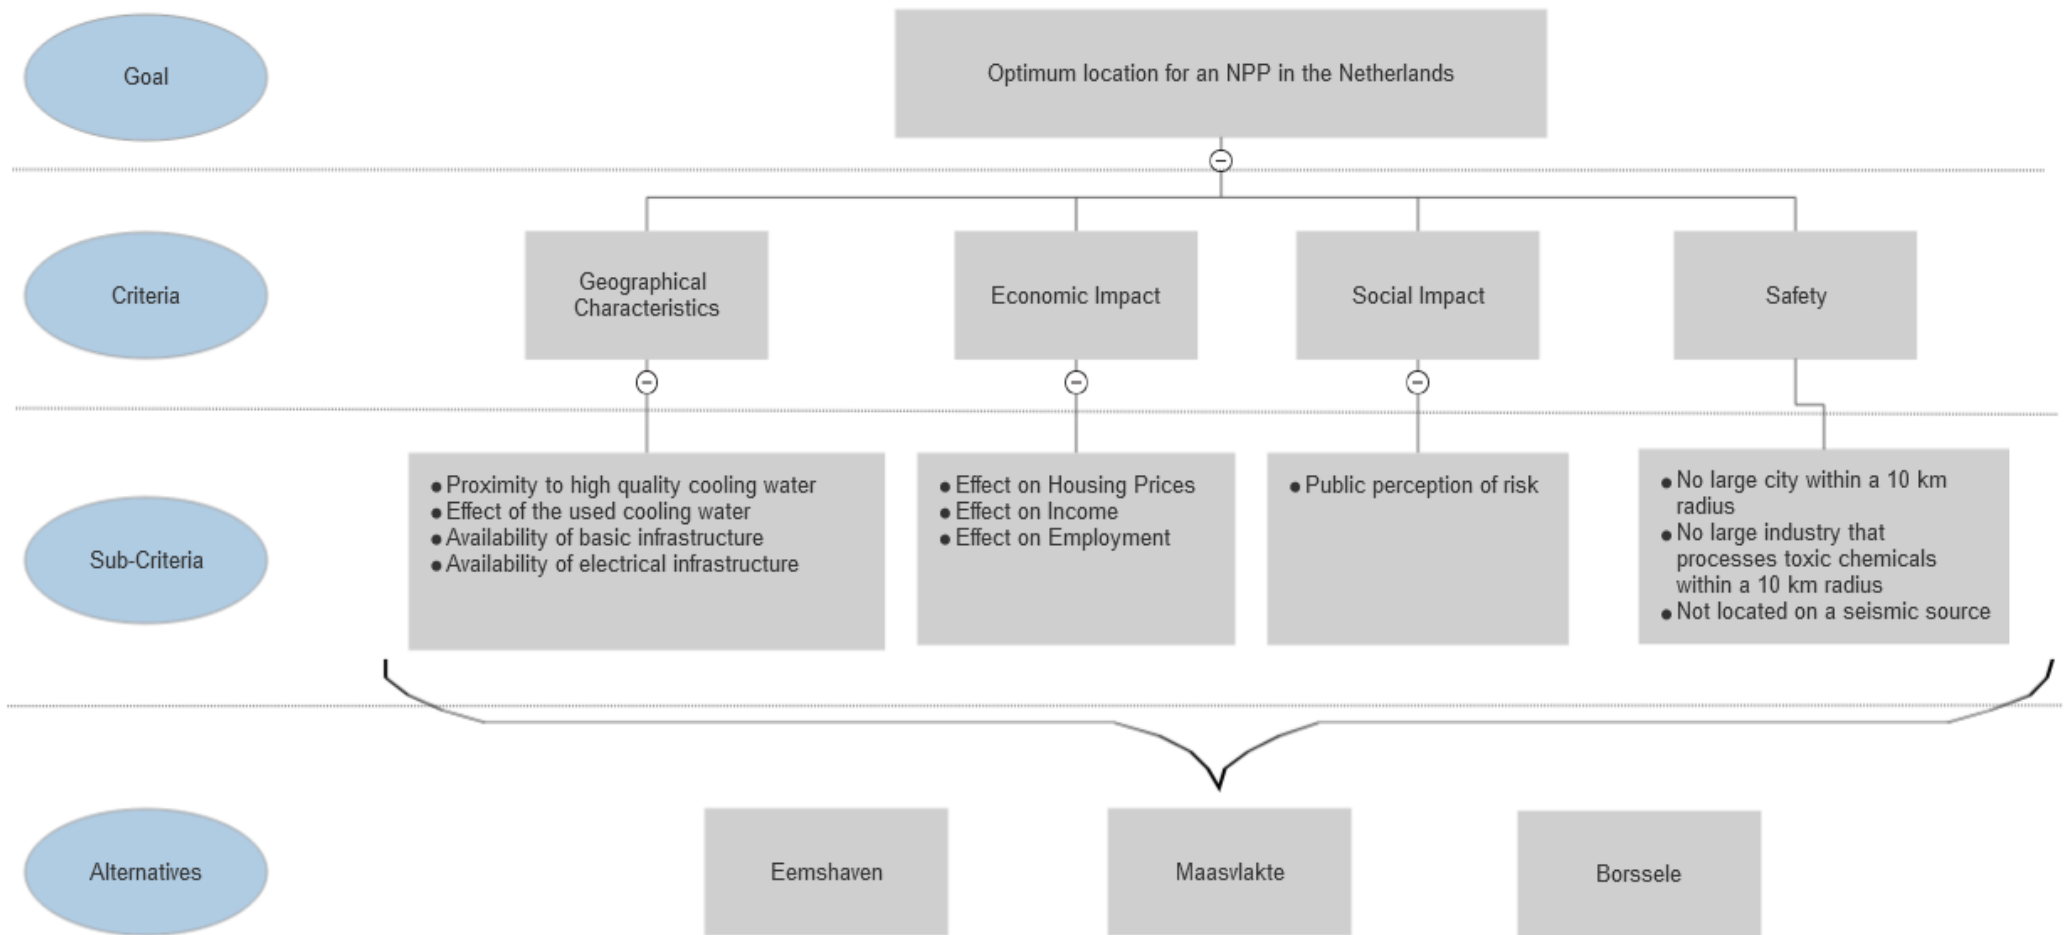 Goal
Optimum location for an NPP in the Netherlands
Criteria
Geographical
Characteristics
Economic Impact
Social Impact
Safety
Sub-Criteria
● Proximity to high quality cooling water
● Effect of the used cooling water
● Availability of basic infrastructure
● Availability of electrical infrastructure
● Effect on Housing Prices
● Effect on Income
● Effect on Employment
● Public perception of risk
● No large city within a 10 km
radius
● No large industry that
processes toxic chemicals
within a 10 km radius
● Not located on a seismic source
Alternatives
Eemshaven
Maasvlakte
Borssele